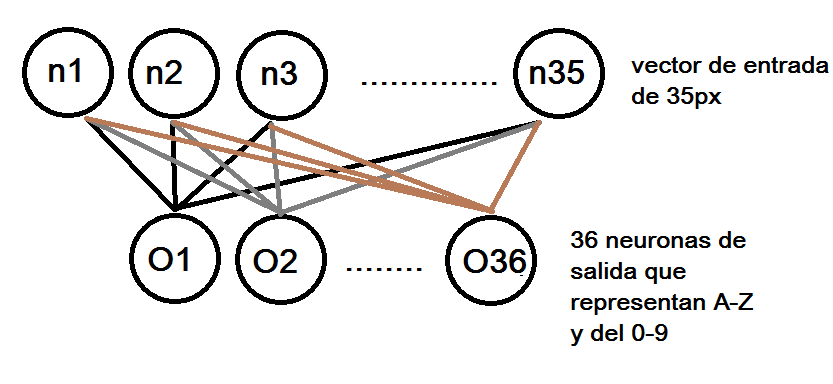 n1 n2 n3 .............. n35
vector de entrada
de 35px
O1 O2 ........ O36
36 neuronas de
salida que
representan A-Z
y del 0-9